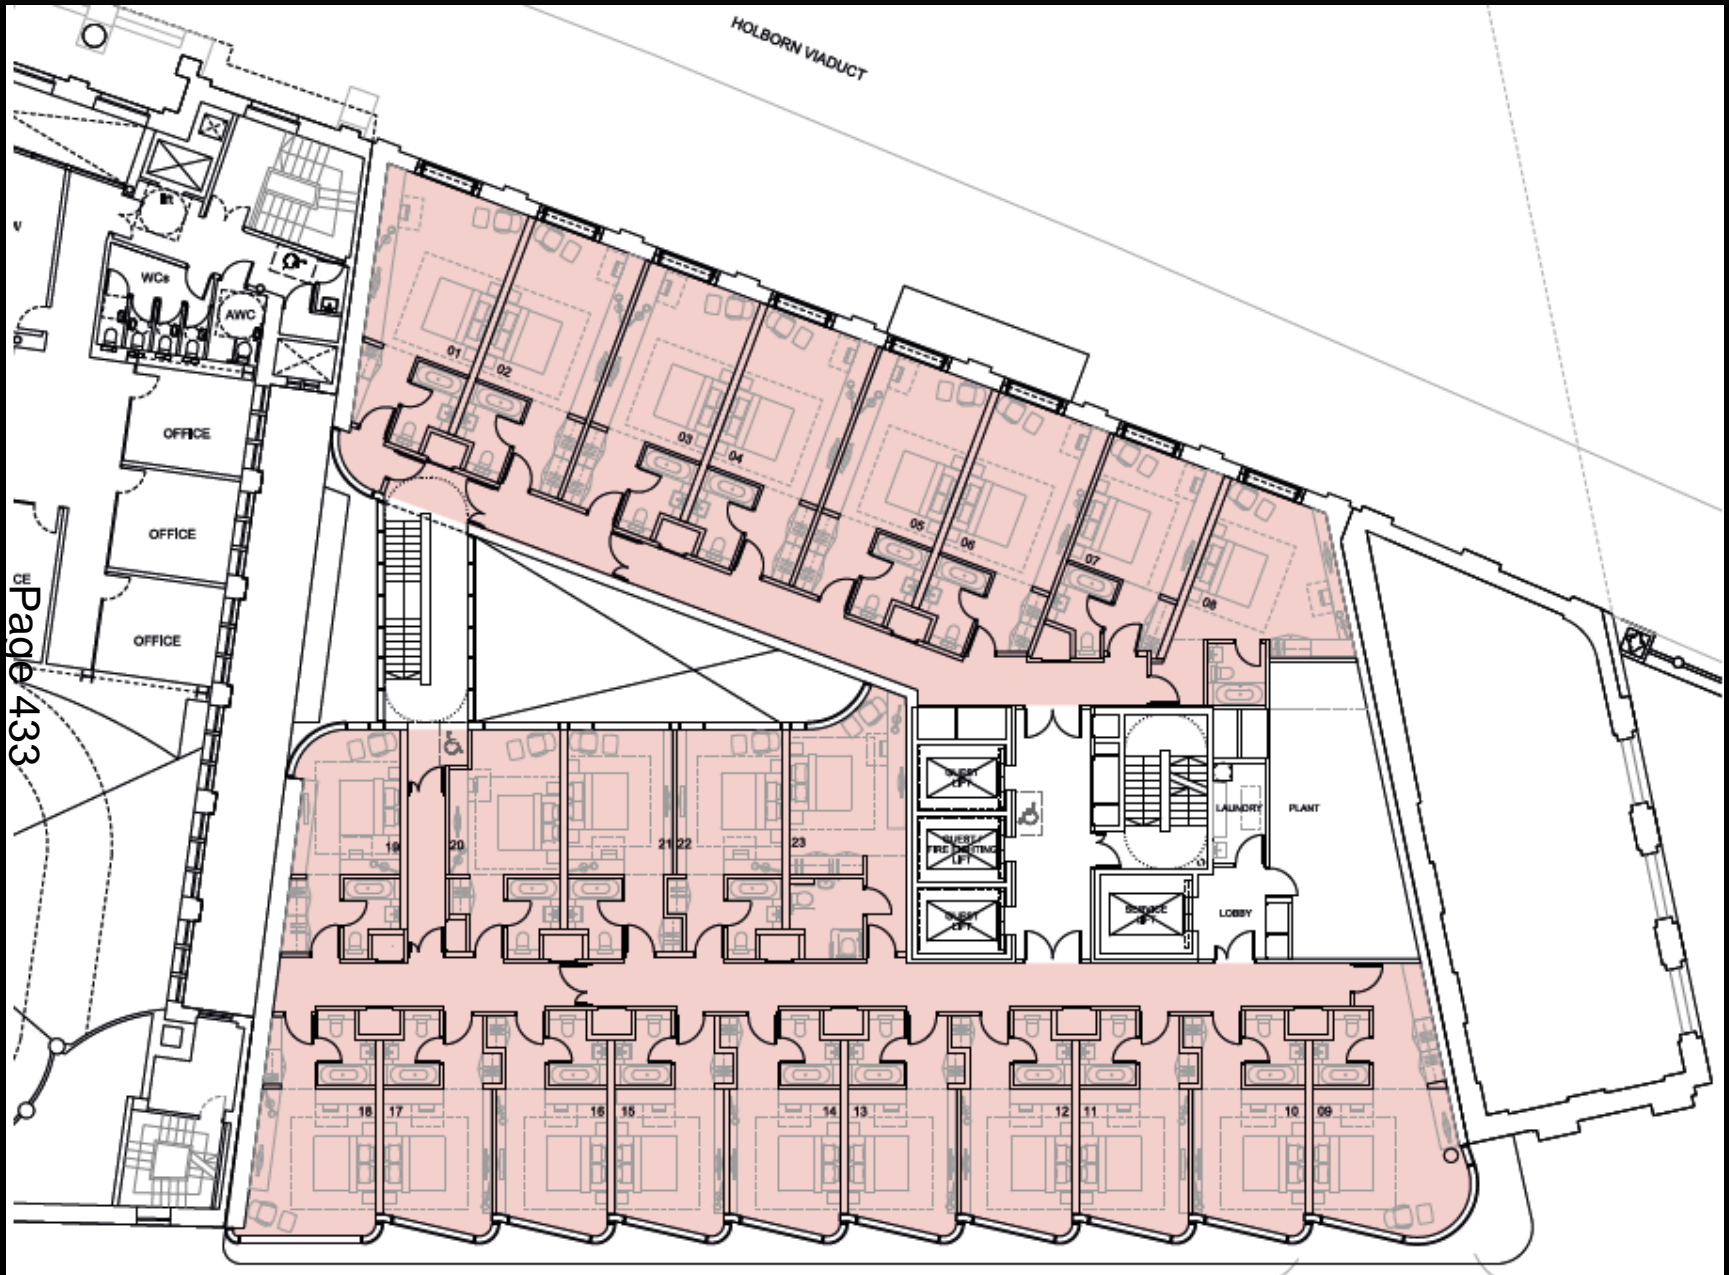 HOLBORN VIADUCT
lift
WCs
AWC
01
02
03
04
05
06
07
08
OFFICE
OFFICE
OFFICE
CE
Page 433
19
20
21 22
23
GUEST
LIFT
GUEST /
FIRE FIGHTING
LIFT
GUEST
LIFT
LAUNDRY
PLANT
SERVICE
LIFT
LOBBY
18 17
16 15
14 13
12 11
10 09